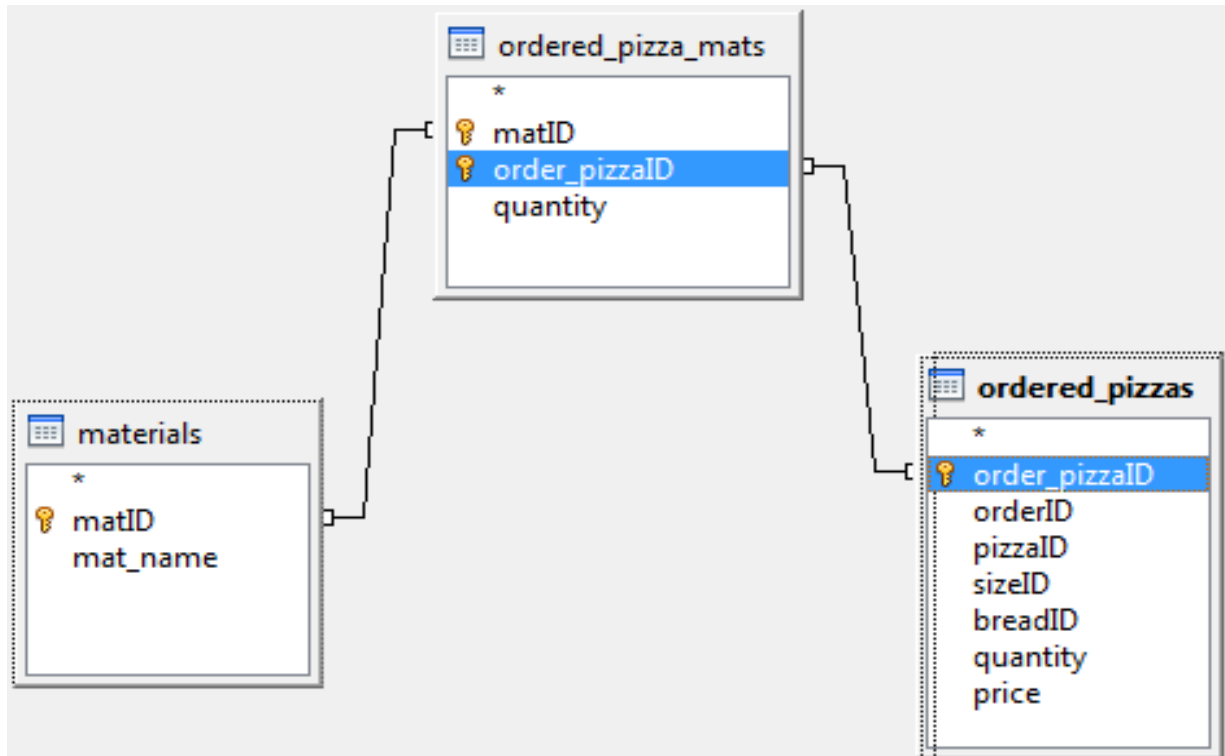 ordered_pizza_mats
*
matID
order_pizzaID
quantity
materials
*
matID
mat_name
ordered_pizzas
*
order_pizzaID
orderID
pizzaID
sizeID
breadID
quantity
price